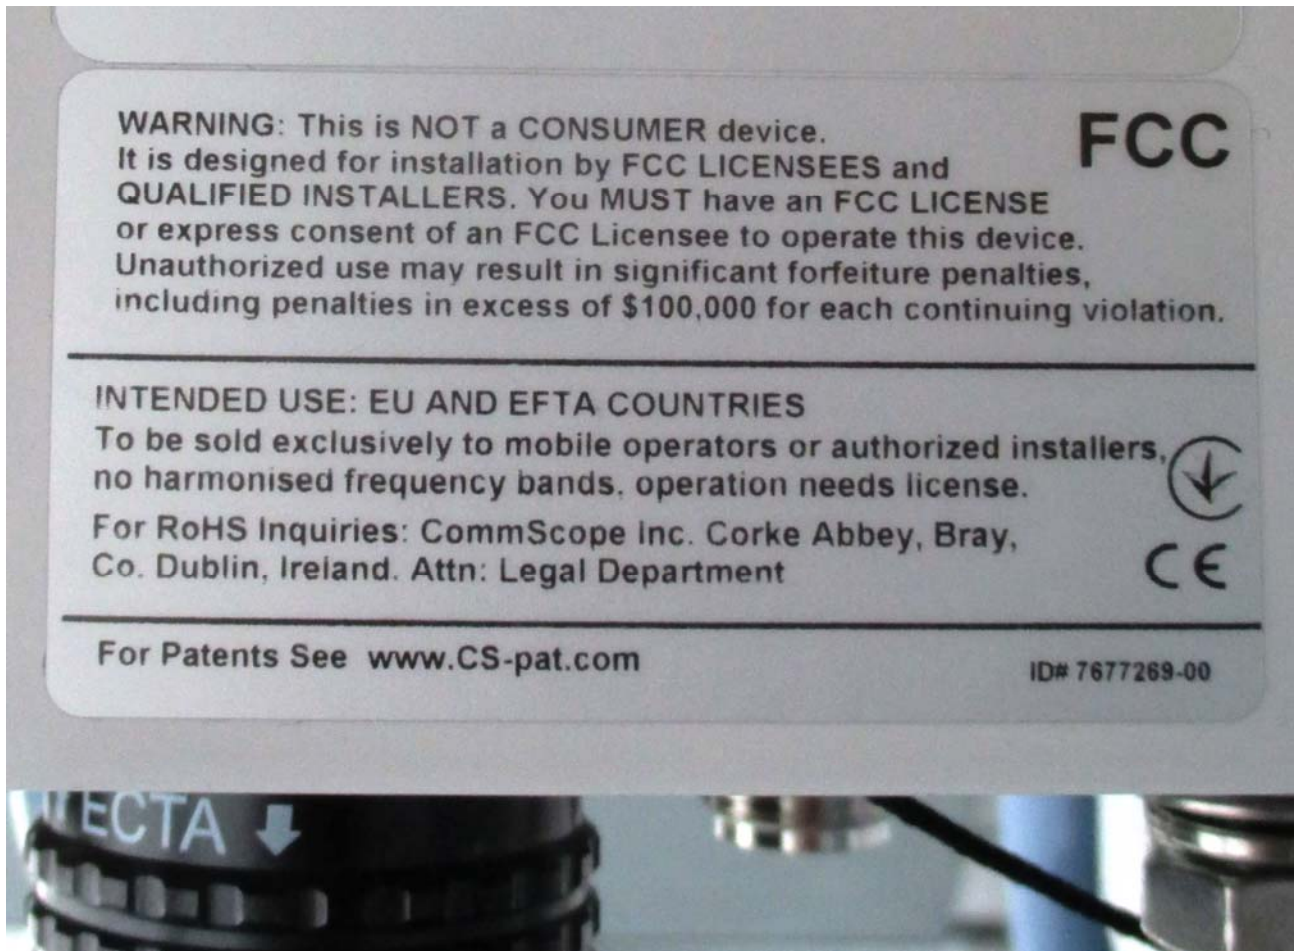 WARNING: This is NOT a CONSUMER device.
FCC
It is designed for installation by FCC LICENSEES and
QUALIFIED INSTALLERS. You MUST have an FCC LICENSE
or express consent of an FCC Licensee to operate this device.
Unauthorized use may result in significant forfeiture penalties,
including penalties in excess of $100,000 for each continuing violation.
INTENDED USE: EU AND EFTA COUNTRIES
To be sold exclusively to mobile operators or authorized installers,
no harmonised frequency bands, operation needs license.
For RoHS Inquiries: CommScope Inc. Corke Abbey, Bray,
Co. Dublin, Ireland. Attn: Legal Department
CE
For Patents See www.CS-pat.com
ID# 7677269-00
ECTA